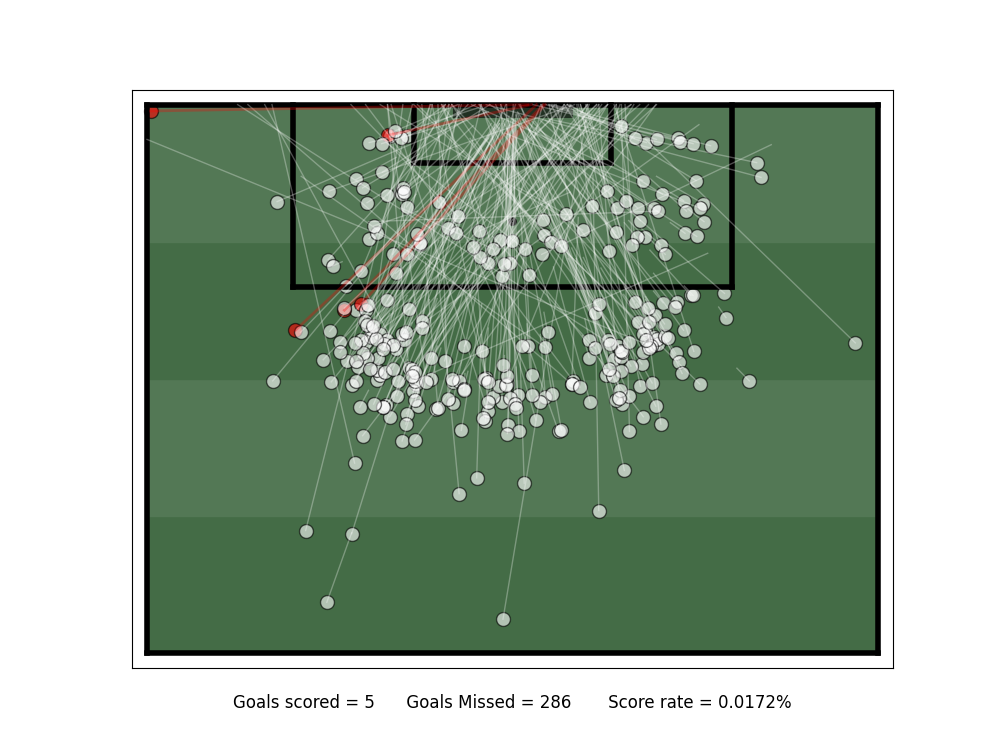 Goals scored = 5      Goals Missed = 286       Score rate = 0.0172%